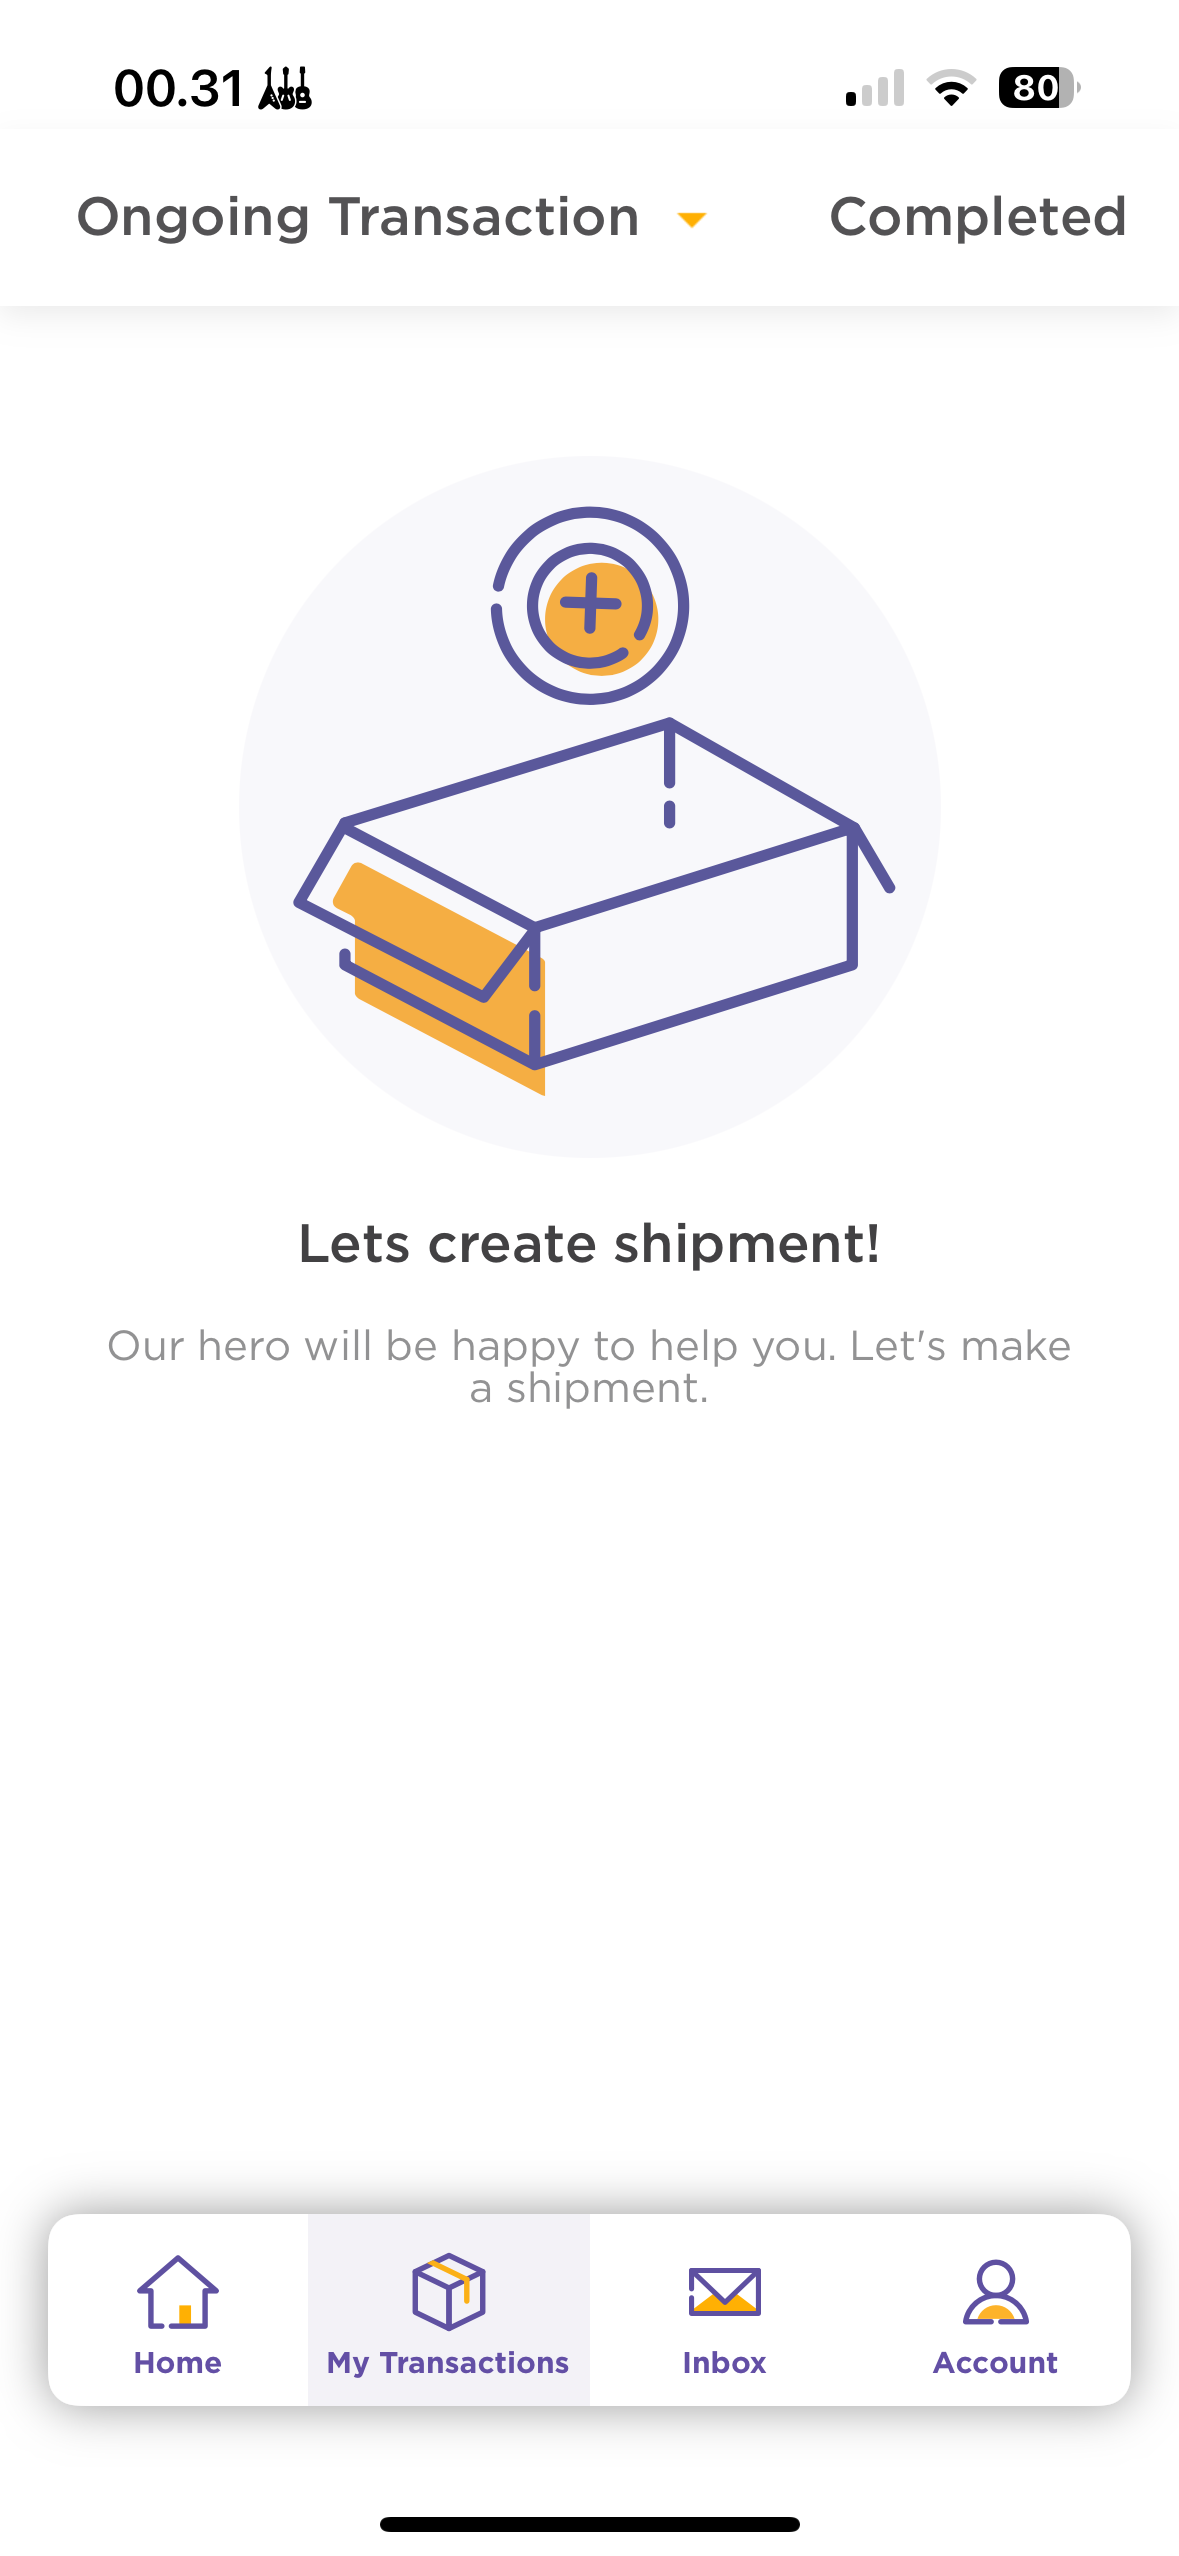 00.31
80
Ongoing Transaction
Completed
Lets create shipment!
Our hero will be happy to help you. Let's make
a shipment.
Home
My Transactions
Inbox
Account